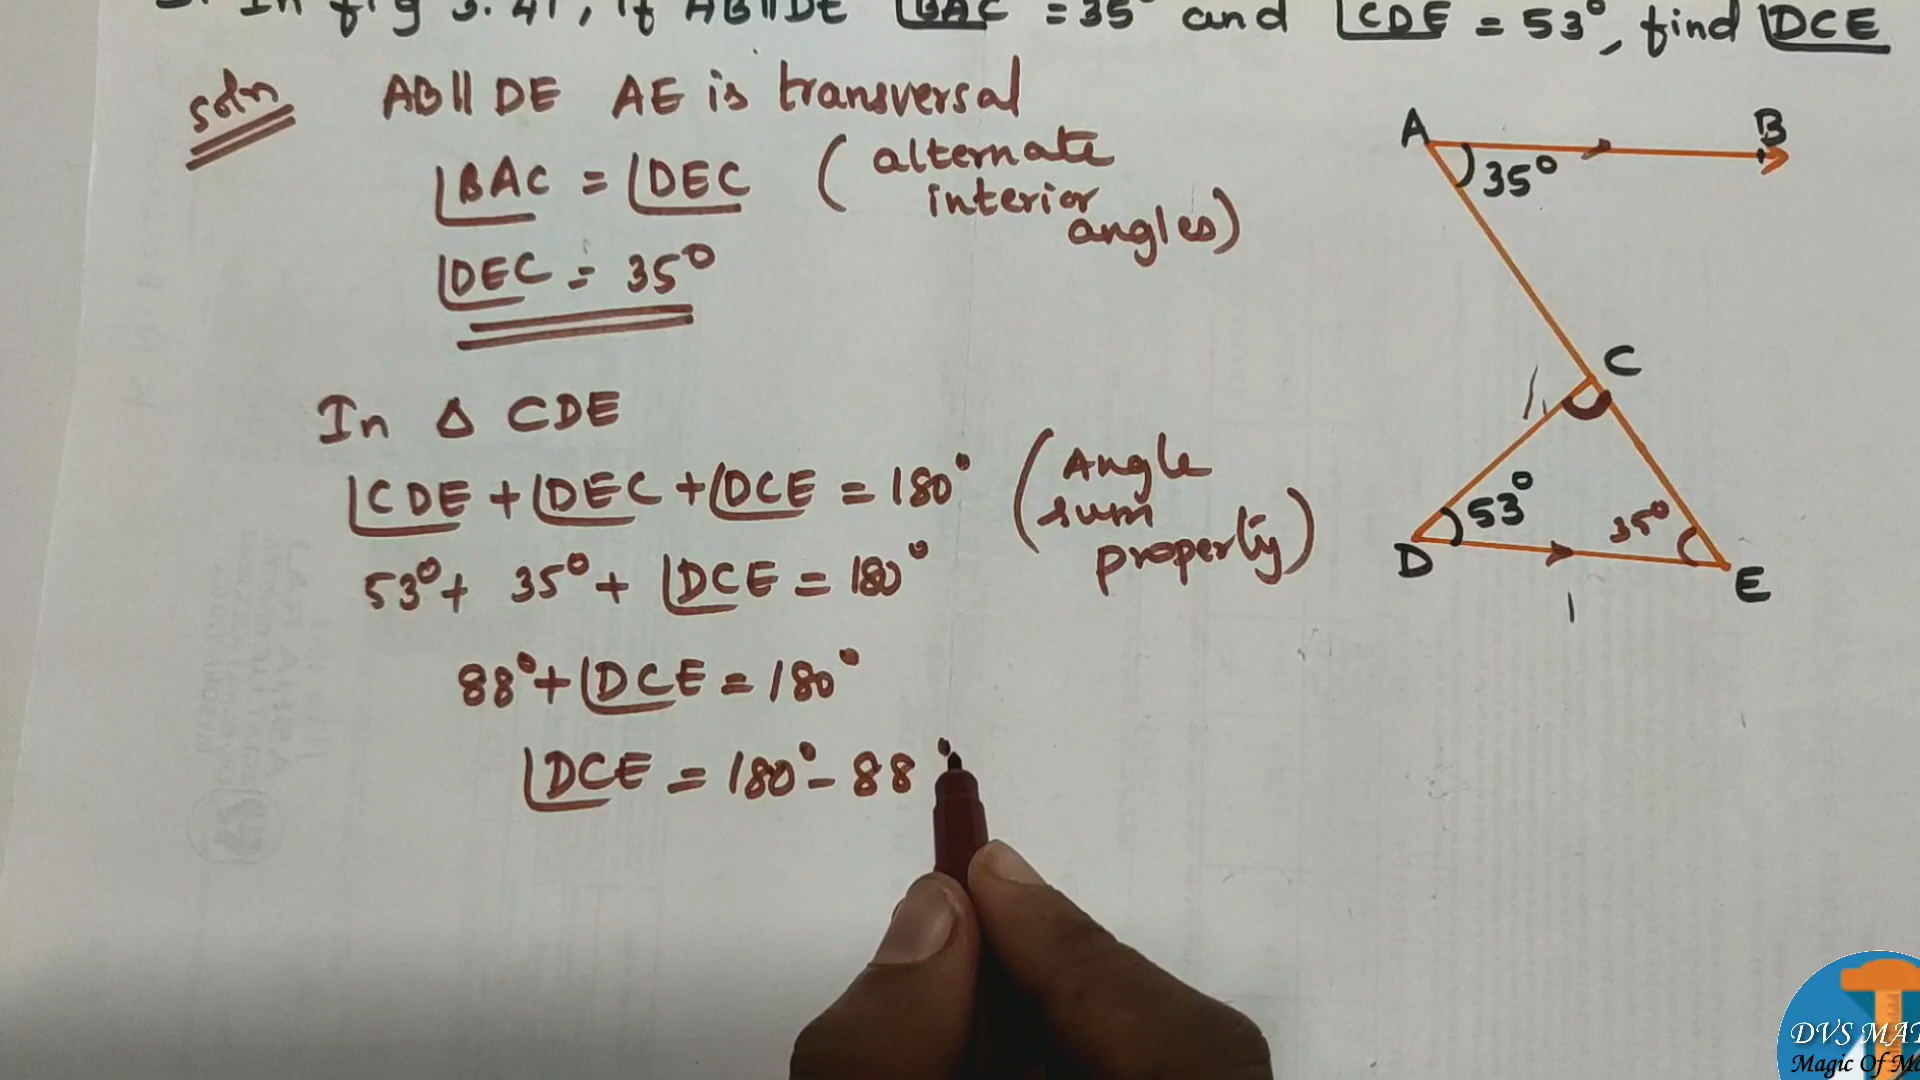 In fig 3.41, if AB || DE ∠BAC = 35° and ∠CDE = 53°, find ∠DCE
soln
AB || DE AE is transversal
∠BAC = ∠DEC (alternate interior angles)
∠DEC = 35°
In Δ CDE
∠CDE + ∠DEC + ∠DCE = 180° (Angle sum property)
53° + 35° + ∠DCE = 180°
88° + ∠DCE = 180°
∠DCE = 180° - 88°
A B
35°
C
53° 35°
D E
DVS MAT
Magic Of Ma